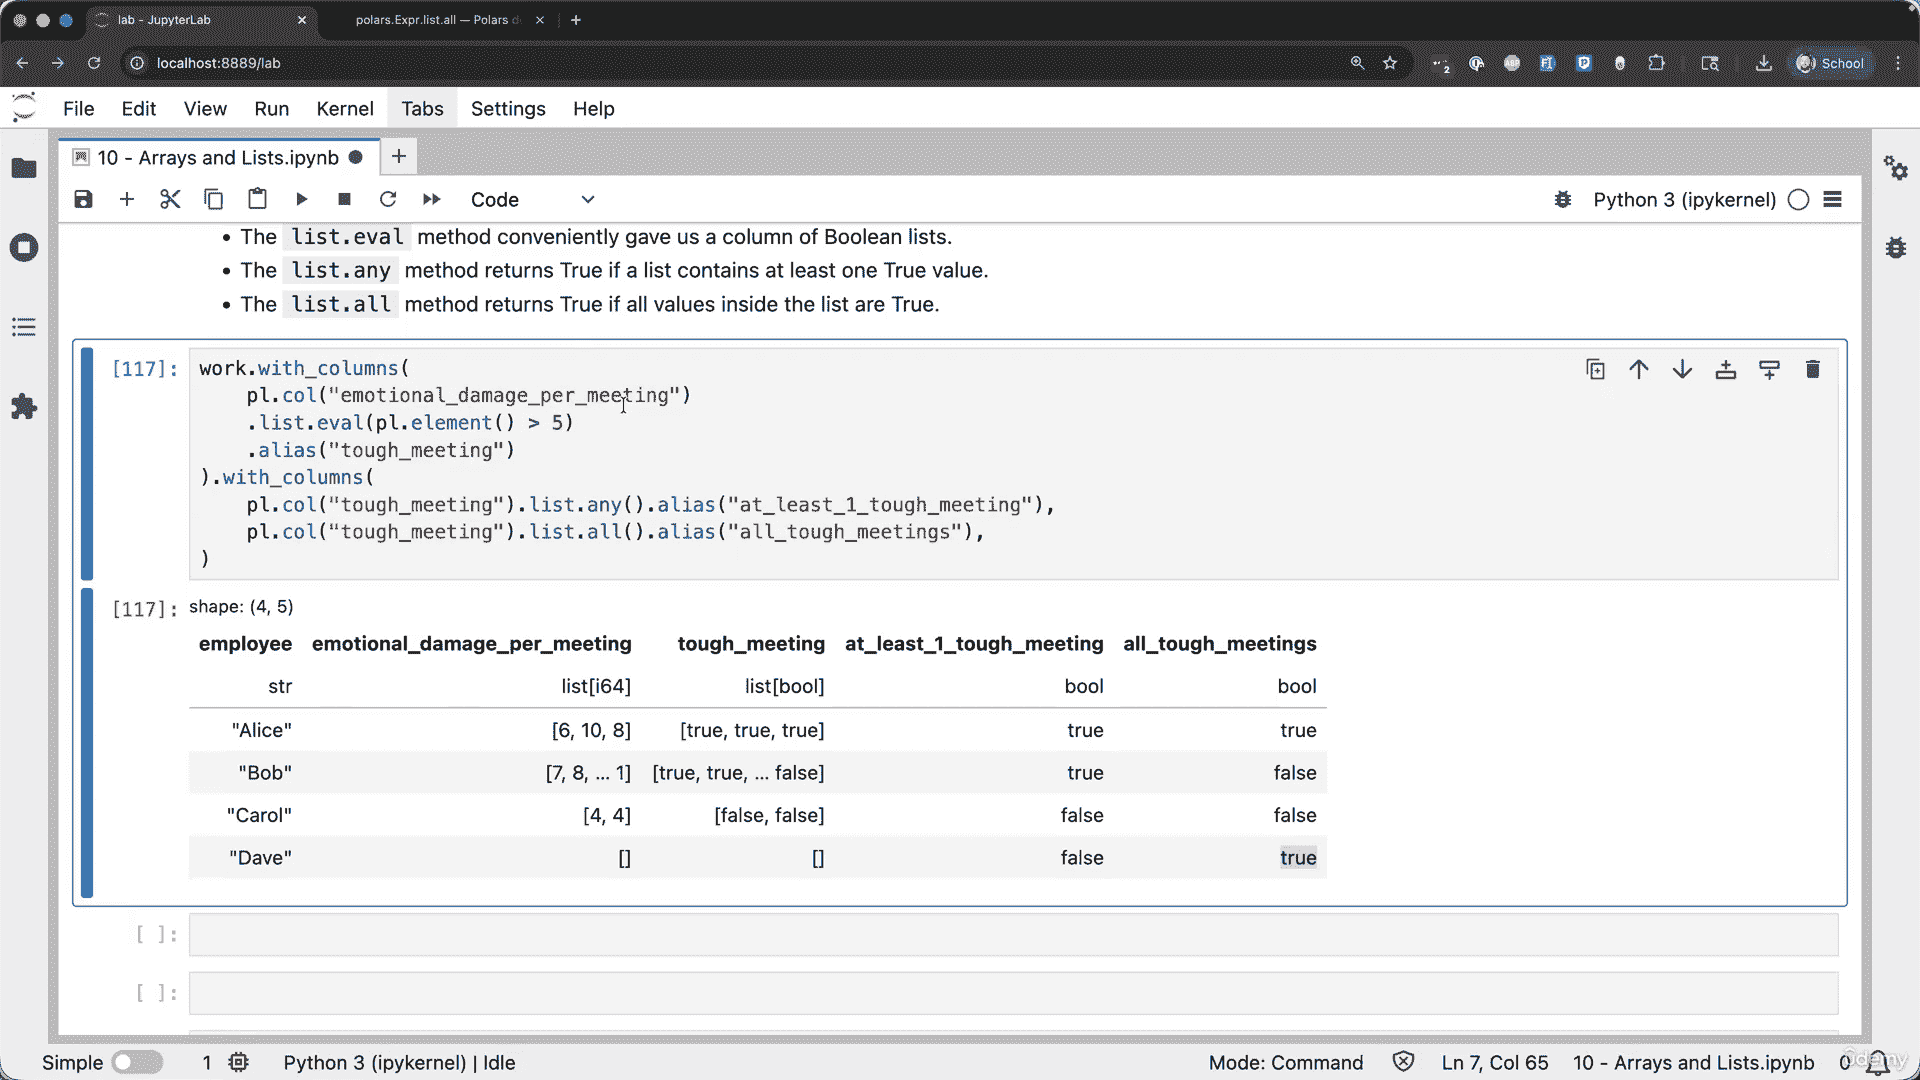 lab - JupyterLab
polars.Expr.list.all — Polars d
localhost:8889/lab
2
ABP
School
File Edit View Run Kernel Tabs Settings Help
10 - Arrays and Lists.ipynb
Code
Python 3 (ipykernel)
• The list.eval method conveniently gave us a column of Boolean lists.
• The list.any method returns True if a list contains at least one True value.
• The list.all method returns True if all values inside the list are True.
[117]: work.with_columns(
pl.col("emotional_damage_per_meeting")
.list.eval(pl.element() > 5)
.alias("tough_meeting")
).with_columns(
pl.col("tough_meeting").list.any().alias("at_least_1_tough_meeting"),
pl.col("tough_meeting").list.all().alias("all_tough_meetings"),
)
[117]: shape: (4, 5)
employee emotional_damage_per_meeting tough_meeting at_least_1_tough_meeting all_tough_meetings
str list[i64] list[bool] bool bool
"Alice" [6, 10, 8] [true, true, true] true true
"Bob" [7, 8, … 1] [true, true, … false] true false
"Carol" [4, 4] [false, false] false false
"Dave" [] [] false true
[ ]:
[ ]:
Simple 1 Python 3 (ipykernel) | Idle Mode: Command Ln 7, Col 65 10 - Arrays and Lists.ipynb 0
udemy